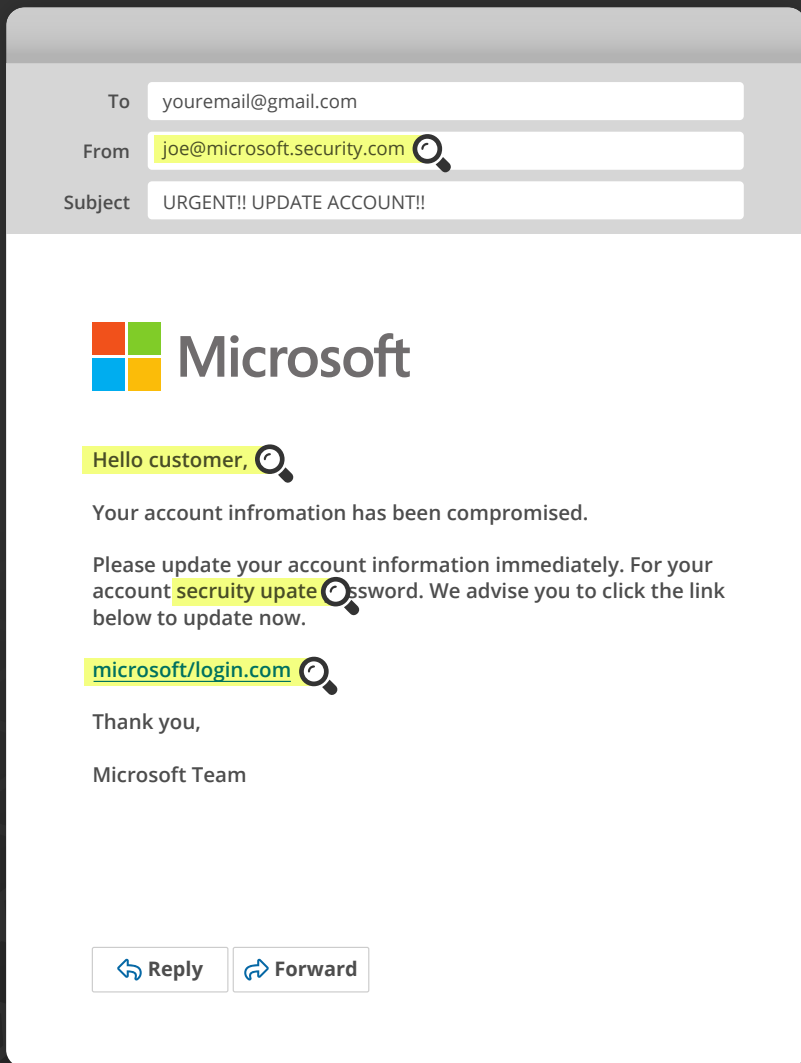 To youremail@gmail.com
From joe@microsoft.security.com
Subject URGENT!! UPDATE ACCOUNT!!
Microsoft
Hello customer,
Your account infromation has been compromised.
Please update your account information immediately. For your
account secruity upate ssword. We advise you to click the link
below to update now.
microsoft/login.com
Thank you,
Microsoft Team
Reply Forward